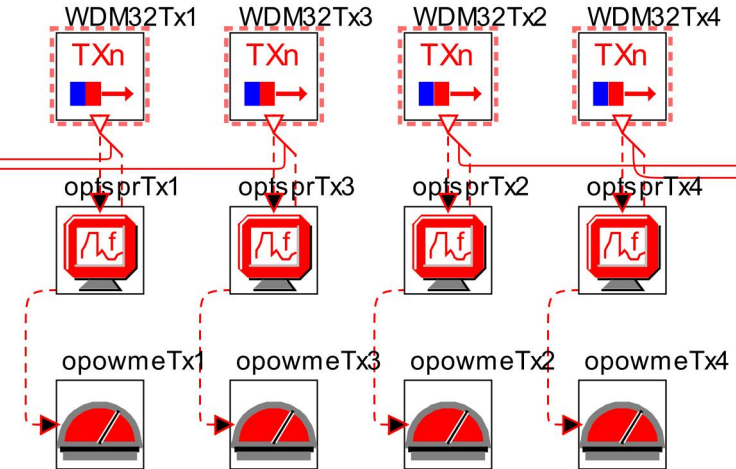 WDM32Tx1 WDM32Tx3 WDM32Tx2 WDM32Tx4
TXn TXn TXn TXn
optsprTx1 optsprTx3 optsprTx2 optsprTx4
f f f f
opowmeTx1 opowmeTx3 opowmeTx2 opowmeTx4